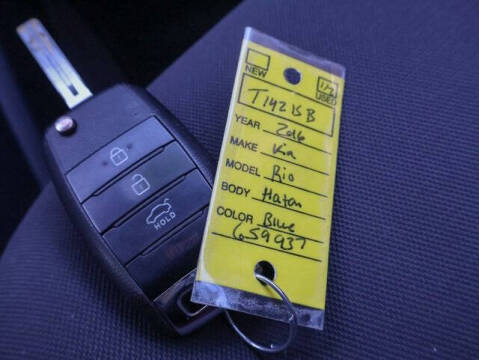 NEW
USED
T14215B
YEAR 2016
MAKE Kia
MODEL Rio
BODY Hatch
COLOR Blue
659937
HOLD